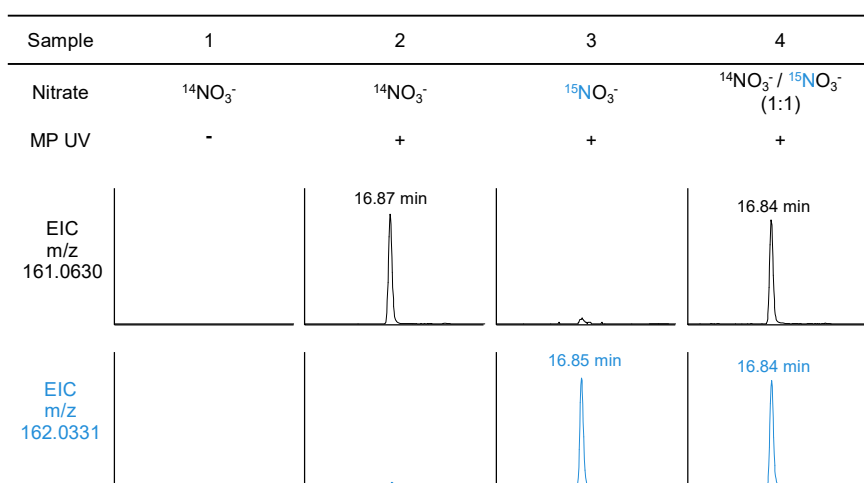 Sample 1 2 3 4
Nitrate ¹⁴NO₃⁻ ¹⁴NO₃⁻ ¹⁵NO₃⁻ ¹⁴NO₃⁻ / ¹⁵NO₃⁻
(1:1)
MP UV - + + +
16.87 min 16.84 min
EIC
m/z
161.0630
16.85 min 16.84 min
EIC
m/z
162.0331